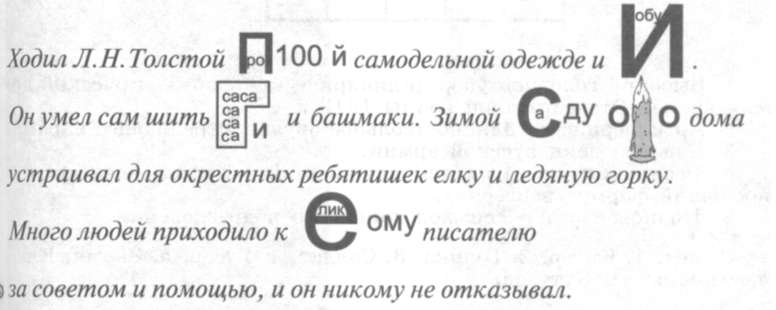 Ходил Л.Н.Толстой П ро 100 й самодельной одежде и И обу .
Он умел сам шить саса са са са и и башмаки. Зимой С а ду о о дома
устраивал для окрестных ребятишек елку и ледяную горку.
Много людей приходило к е лик ому писателю
за советом и помощью, и он никому не отказывал.